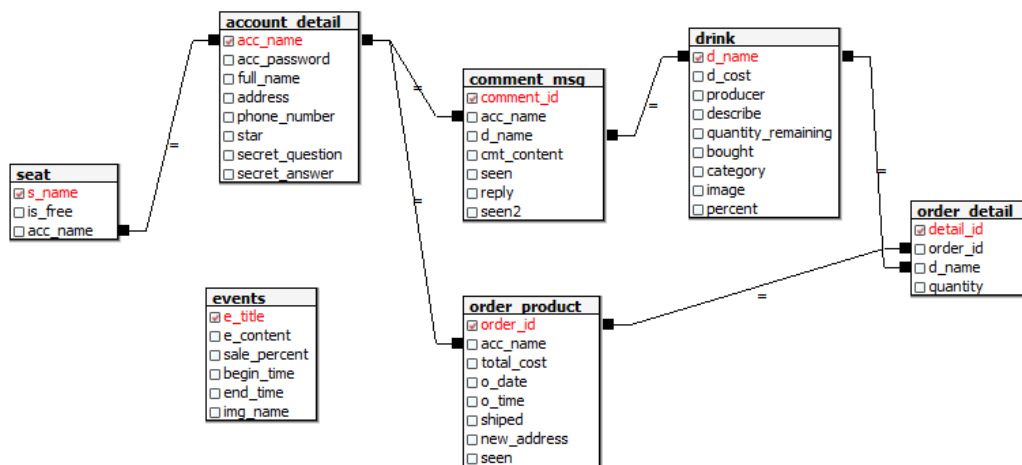 account_detail
acc_name
acc_password
full_name
address
phone_number
star
secret_question
secret_answer
comment_msg
comment_id
acc_name
d_name
cmt_content
seen
reply
seen2
drink
d_name
d_cost
producer
describe
quantity_remaining
bought
category
image
percent
seat
s_name
is_free
acc_name
order_detail
detail_id
order_id
d_name
quantity
events
e_title
e_content
sale_percent
begin_time
end_time
img_name
order_product
order_id
acc_name
total_cost
o_date
o_time
shiped
new_address
seen
=
=
=
=
=
=